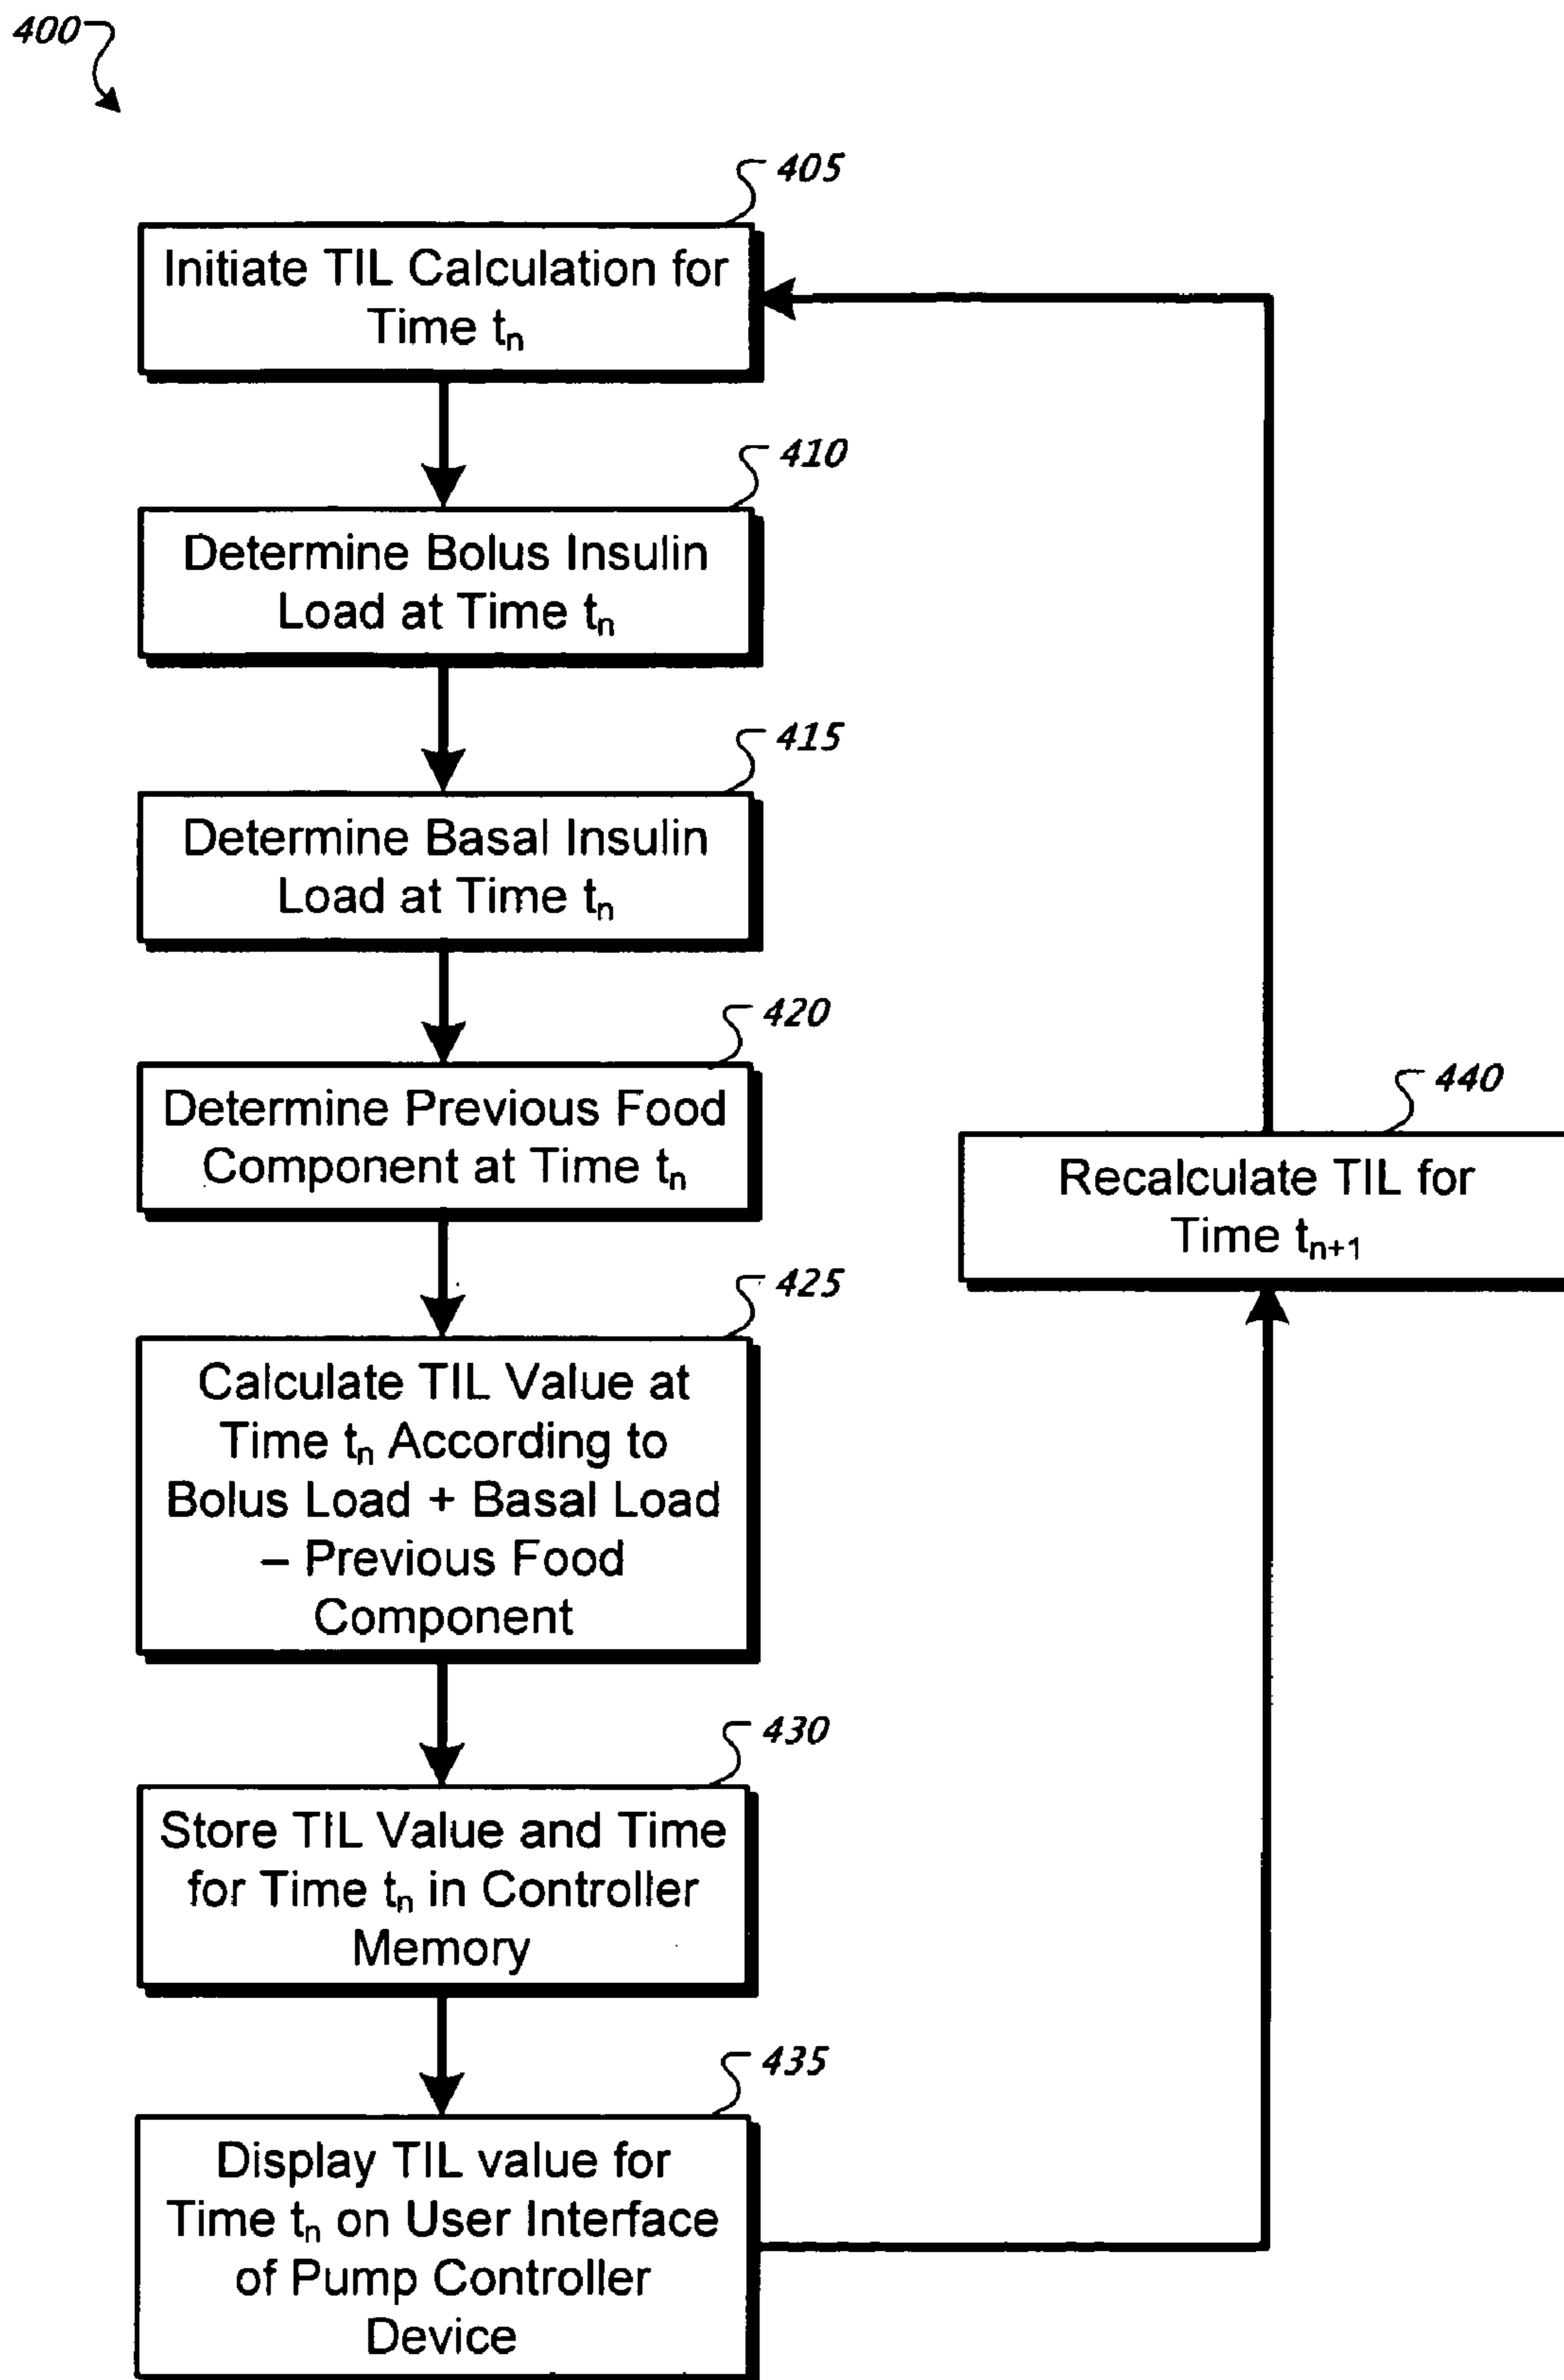 400
405
Initiate TIL Calculation for
Time tn
410
Determine Bolus Insulin
Load at Time tn
415
Determine Basal Insulin
Load at Time tn
420
Determine Previous Food
Component at Time tn
440
Recalculate TIL for
Time tn+1
425
Calculate TIL Value at
Time tn According to
Bolus Load + Basal Load
– Previous Food
Component
430
Store TIL Value and Time
for Time tn in Controller
Memory
435
Display TIL value for
Time tn on User Interface
of Pump Controller
Device